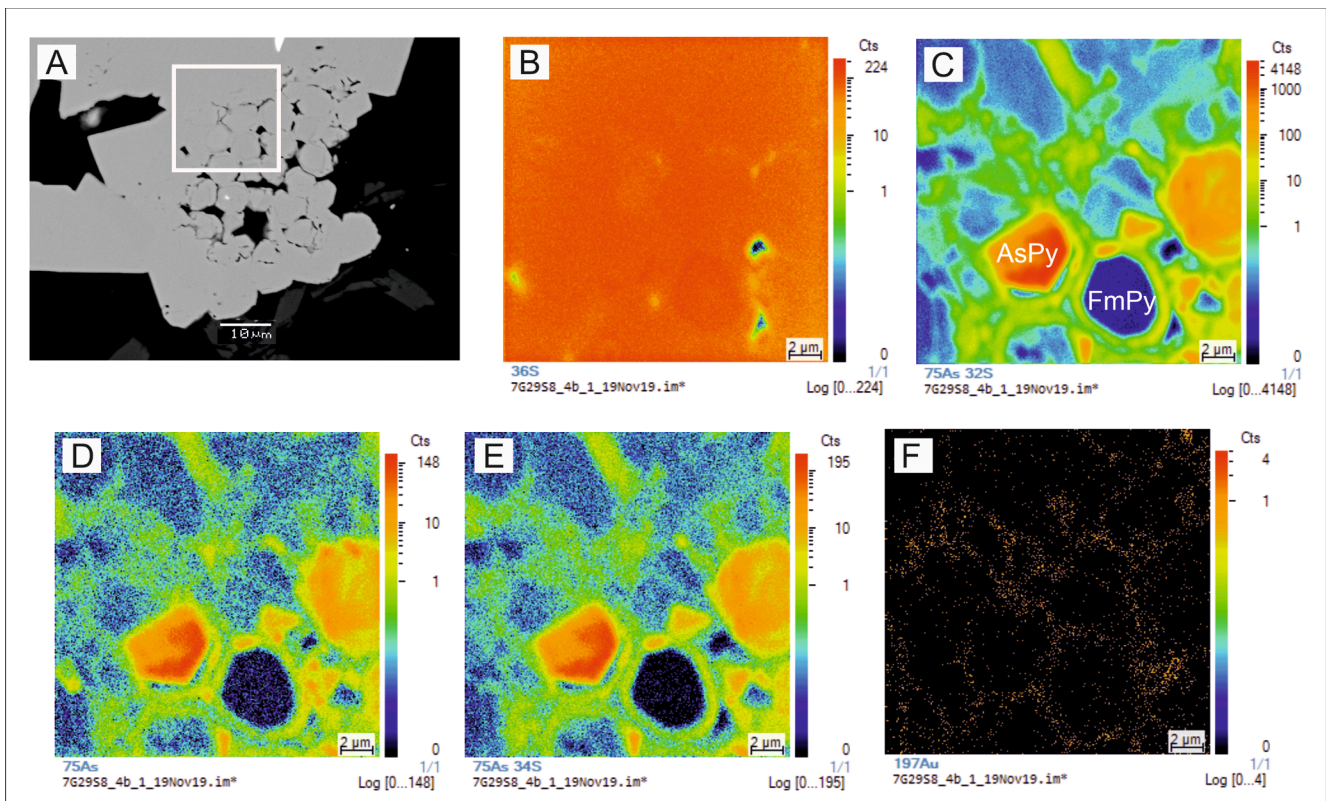 A
10 µm
B
Cts
224
10
1
0
2 µm
36S
1/1
7G29S8_4b_1_19Nov19.im*
Log [0...224]
C
Cts
4148
1000
100
10
1
0
AsPy
FmPy
2 µm
75As 32S
1/1
7G29S8_4b_1_19Nov19.im*
Log [0...4148]
D
Cts
148
10
1
0
2 µm
75As
1/1
7G29S8_4b_1_19Nov19.im*
Log [0...148]
E
Cts
195
10
1
0
2 µm
75As 34S
1/1
7G29S8_4b_1_19Nov19.im*
Log [0...195]
F
Cts
4
1
0
2 µm
197Au
1/1
7G29S8_4b_1_19Nov19.im*
Log [0...4]